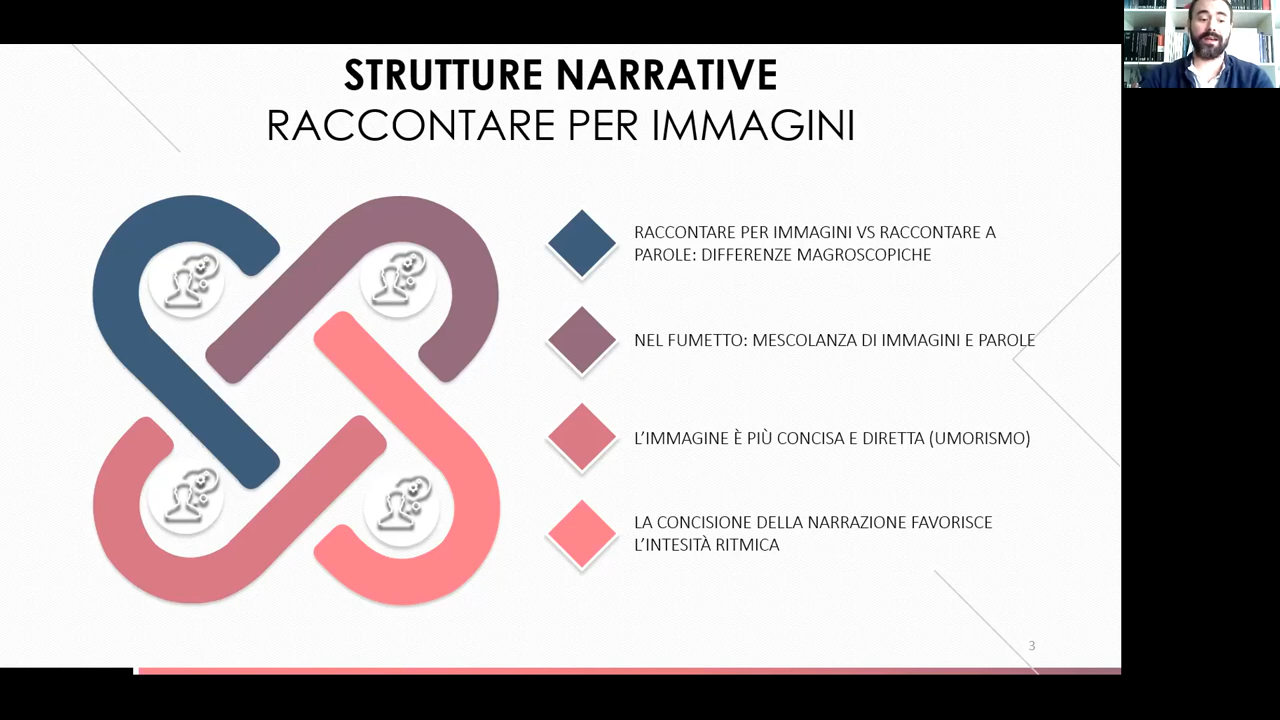 STRUTTURE NARRATIVE
RACCONTARE PER IMMAGINI
RACCONTARE PER IMMAGINI VS RACCONTARE A
PAROLE: DIFFERENZE MAGROSCOPICHE
NEL FUMETTO: MESCOLANZA DI IMMAGINI E PAROLE
L'IMMAGINE È PIÙ CONCISA E DIRETTA (UMORISMO)
LA CONCISIONE DELLA NARRAZIONE FAVORISCE
L'INTESITÀ RITMICA
3